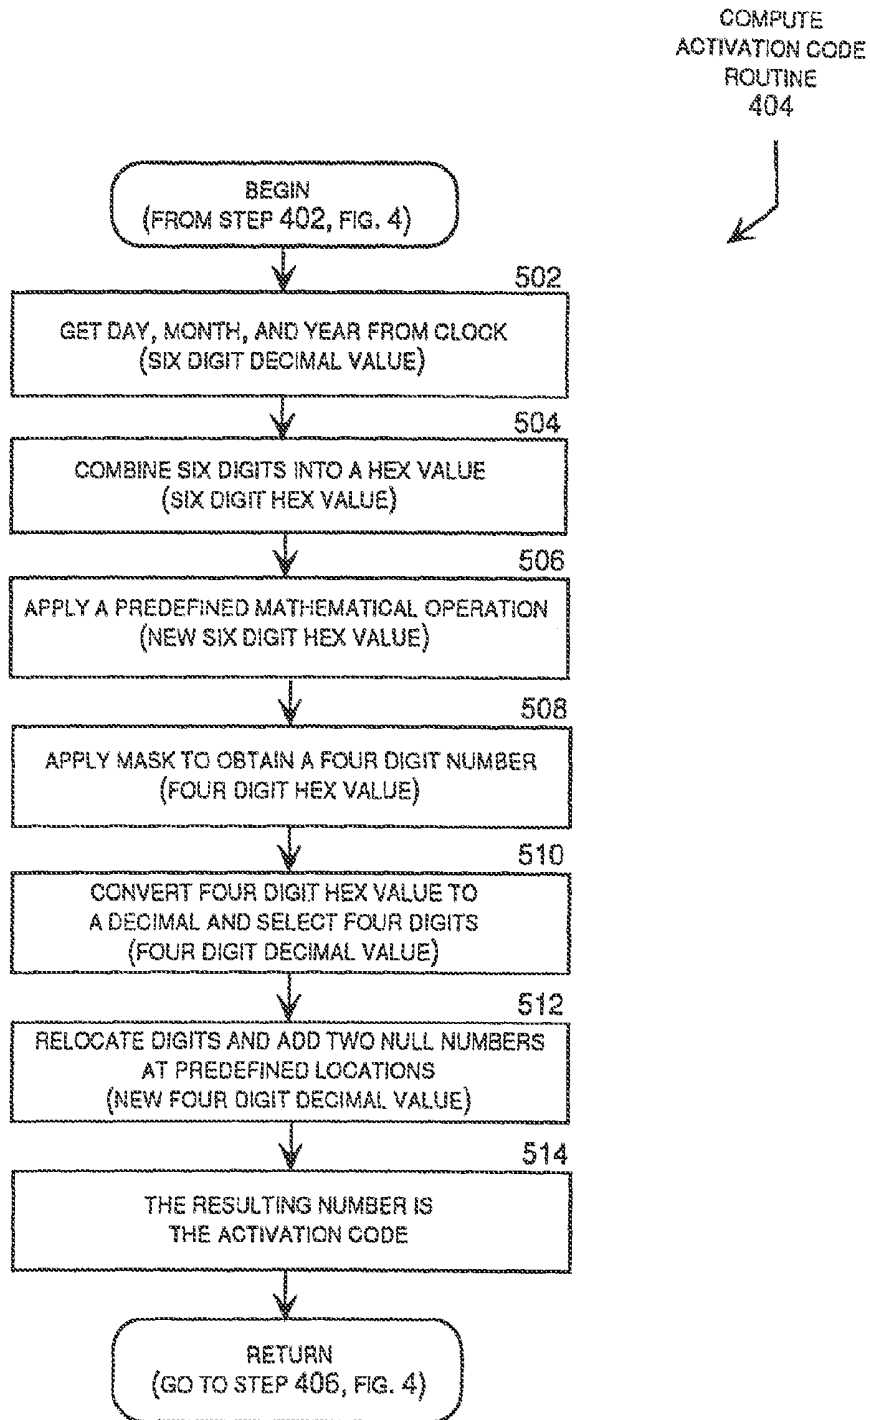 COMPUTE
ACTIVATION CODE
ROUTINE
404
BEGIN
(FROM STEP 402, FIG. 4)
502
GET DAY, MONTH, AND YEAR FROM CLOCK
(SIX DIGIT DECIMAL VALUE)
504
COMBINE SIX DIGITS INTO A HEX VALUE
(SIX DIGIT HEX VALUE)
506
APPLY A PREDEFINED MATHEMATICAL OPERATION
(NEW SIX DIGIT HEX VALUE)
508
APPLY MASK TO OBTAIN A FOUR DIGIT NUMBER
(FOUR DIGIT HEX VALUE)
510
CONVERT FOUR DIGIT HEX VALUE TO
A DECIMAL AND SELECT FOUR DIGITS
(FOUR DIGIT DECIMAL VALUE)
512
RELOCATE DIGITS AND ADD TWO NULL NUMBERS
AT PREDEFINED LOCATIONS
(NEW FOUR DIGIT DECIMAL VALUE)
514
THE RESULTING NUMBER IS
THE ACTIVATION CODE
RETURN
(GO TO STEP 406, FIG. 4)